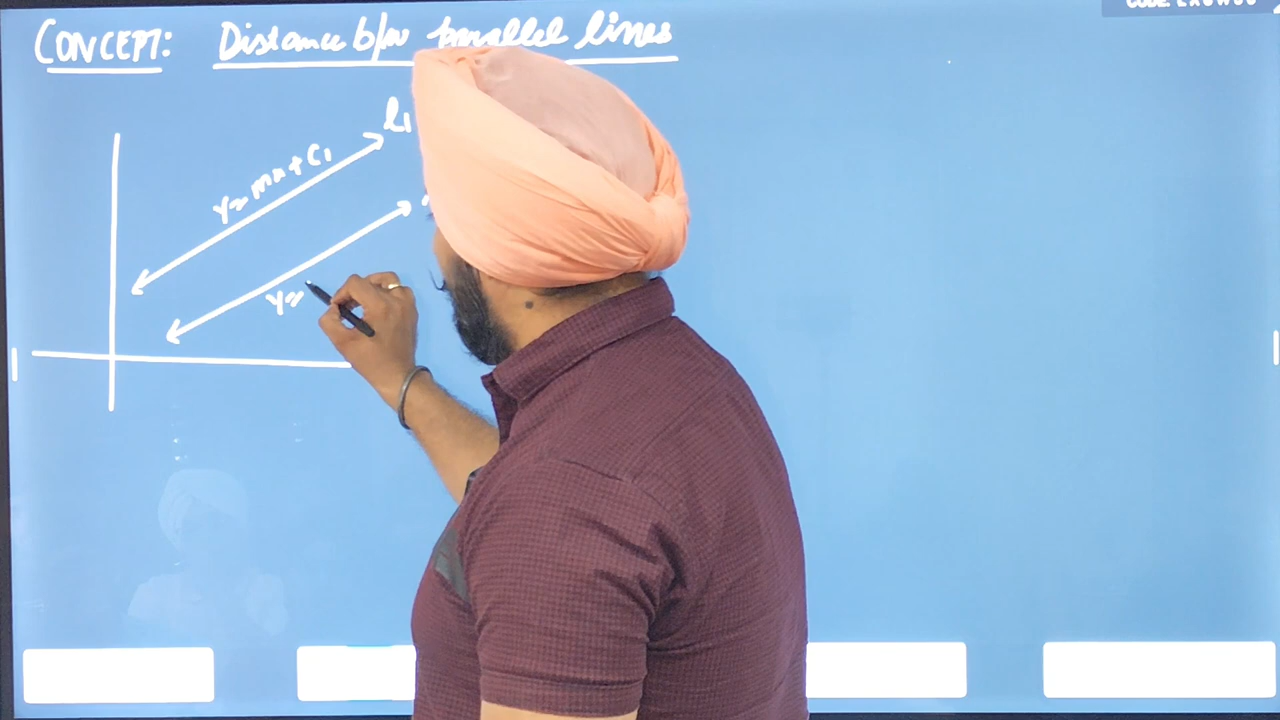 CONCEPT: Distance b/w parallel lines
l₁
y = mx + C₁
y =